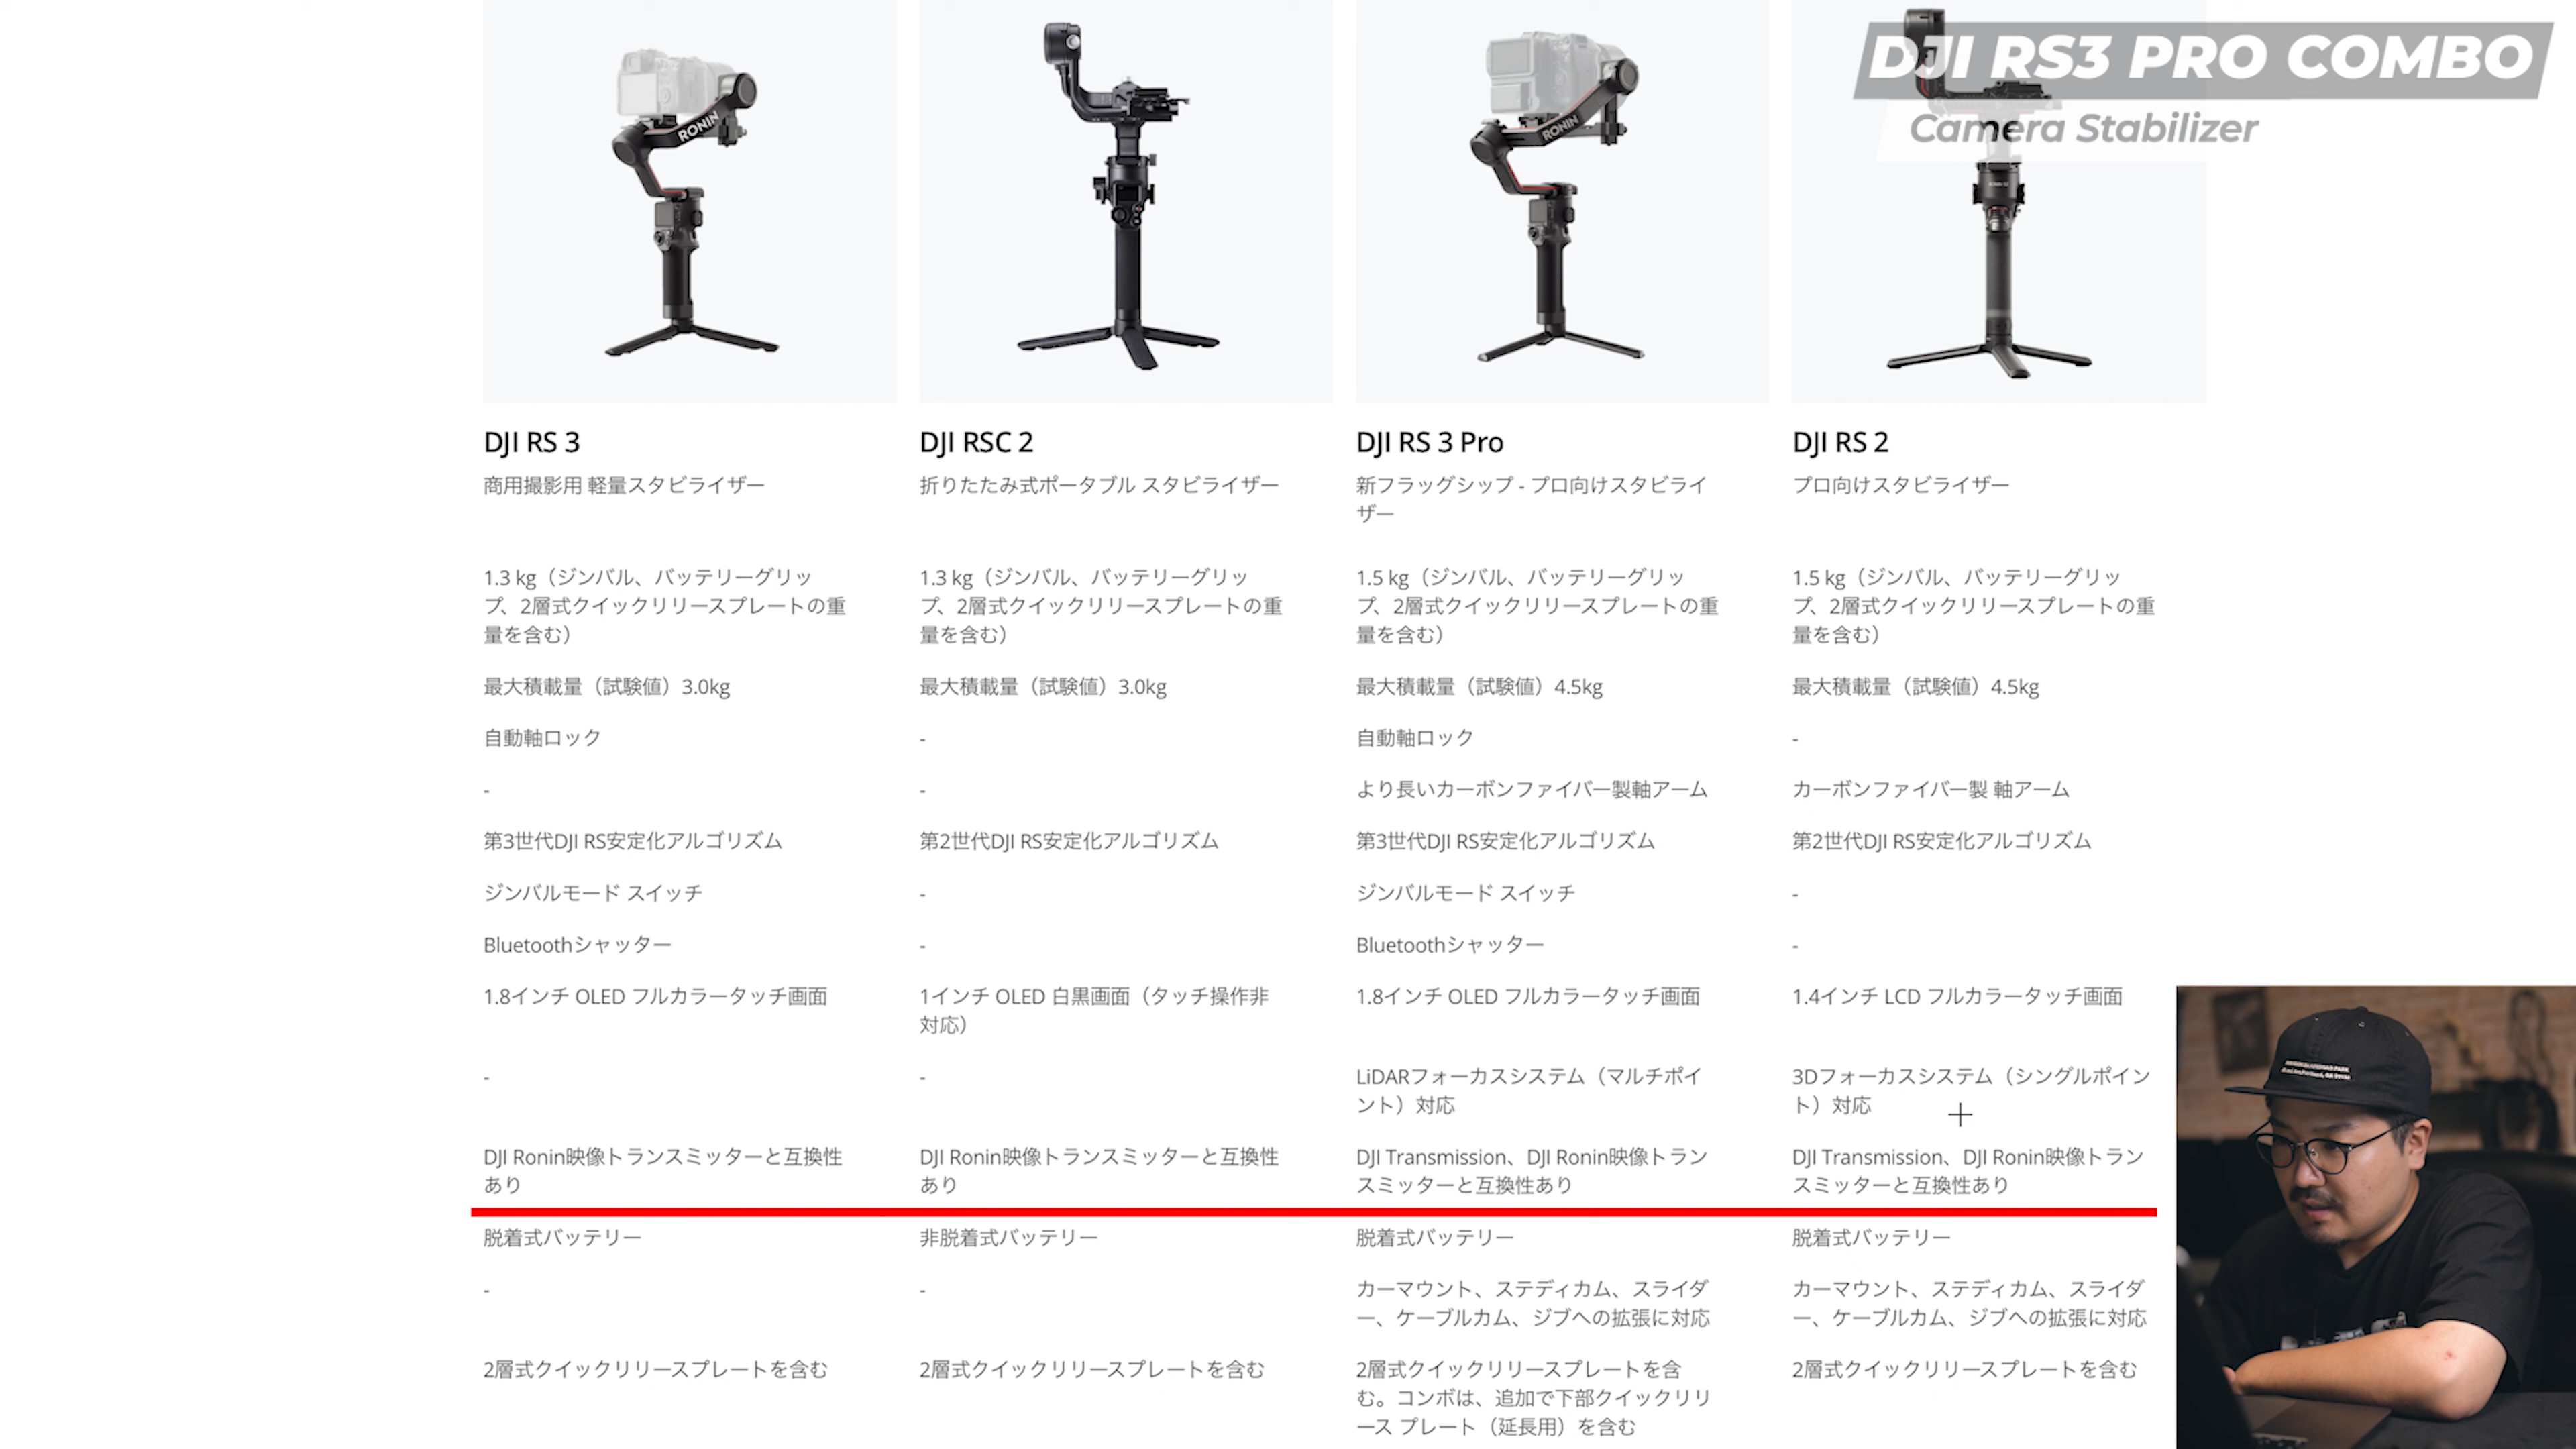 DJI RS3 PRO COMBO
Camera Stabilizer
RONIN
RONIN
DJI RS 3
商用撮影用 軽量スタビライザー
1.3 kg（ジンバル、バッテリーグリッ
プ、2層式クイックリリースプレートの重
量を含む）
最大積載量（試験値）3.0kg
自動軸ロック
-
第3世代DJI RS安定化アルゴリズム
ジンバルモード スイッチ
Bluetoothシャッター
1.8インチ OLED フルカラータッチ画面
-
DJI Ronin映像トランスミッターと互換性
あり
脱着式バッテリー
-
2層式クイックリリースプレートを含む
DJI RSC 2
折りたたみ式ポータブル スタビライザー
1.3 kg（ジンバル、バッテリーグリッ
プ、2層式クイックリリースプレートの重
量を含む）
最大積載量（試験値）3.0kg
-
-
第2世代DJI RS安定化アルゴリズム
-
-
1インチ OLED 白黒画面（タッチ操作非
対応）
-
DJI Ronin映像トランスミッターと互換性
あり
非脱着式バッテリー
-
2層式クイックリリースプレートを含む
DJI RS 3 Pro
新フラッグシップ - プロ向けスタビライ
ザー
1.5 kg（ジンバル、バッテリーグリッ
プ、2層式クイックリリースプレートの重
量を含む）
最大積載量（試験値）4.5kg
自動軸ロック
より長いカーボンファイバー製軸アーム
第3世代DJI RS安定化アルゴリズム
ジンバルモード スイッチ
Bluetoothシャッター
1.8インチ OLED フルカラータッチ画面
LiDARフォーカスシステム（マルチポイ
ント）対応
DJI Transmission、DJI Ronin映像トラン
スミッターと互換性あり
脱着式バッテリー
カーマウント、ステディカム、スライダ
ー、ケーブルカム、ジブへの拡張に対応
2層式クイックリリースプレートを含
む。コンボは、追加で下部クイックリリ
ース プレート（延長用）を含む
DJI RS 2
プロ向けスタビライザー
1.5 kg（ジンバル、バッテリーグリッ
プ、2層式クイックリリースプレートの重
量を含む）
最大積載量（試験値）4.5kg
-
カーボンファイバー製 軸アーム
第2世代DJI RS安定化アルゴリズム
-
-
1.4インチ LCD フルカラータッチ画面
3Dフォーカスシステム（シングルポイン
ト）対応
DJI Transmission、DJI Ronin映像トラン
スミッターと互換性あり
脱着式バッテリー
カーマウント、ステディカム、スライダ
ー、ケーブルカム、ジブへの拡張に対応
2層式クイックリリースプレートを含む